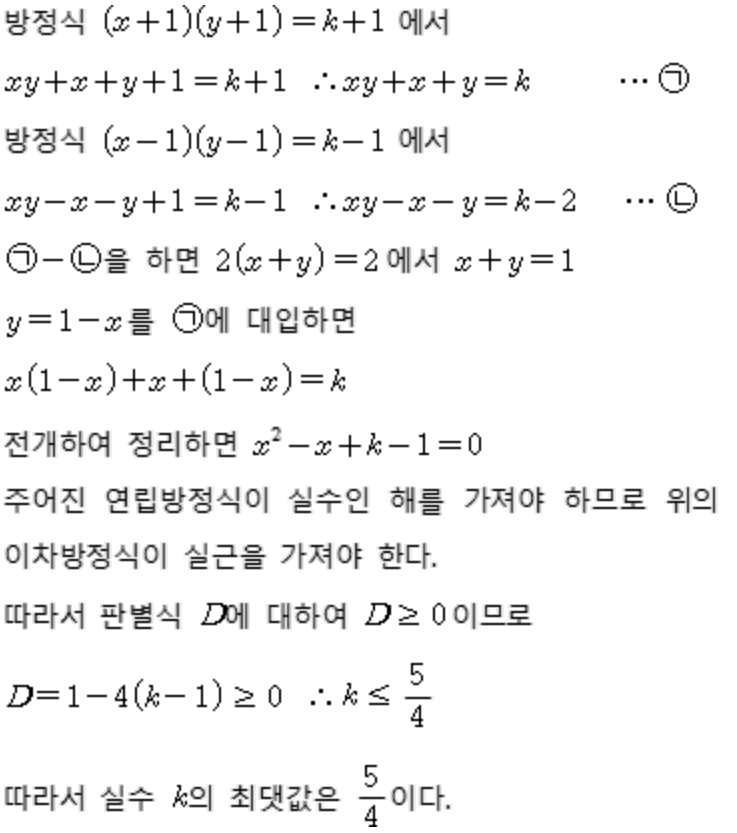 방정식 (x+1)(y+1)=k+1 에서
xy+x+y+1=k+1 ∴xy+x+y=k ⋯ ㉠
방정식 (x-1)(y-1)=k-1 에서
xy-x-y+1=k-1 ∴xy-x-y=k-2 ⋯ ㉡
㉠-㉡을 하면 2(x+y)=2에서 x+y=1
y=1-x를 ㉠에 대입하면
x(1-x)+x+(1-x)=k
전개하여 정리하면 x²-x+k-1=0
주어진 연립방정식이 실수인 해를 가져야 하므로 위의
이차방정식이 실근을 가져야 한다.
따라서 판별식 D에 대하여 D≥0이므로
D=1-4(k-1)≥0 ∴k≤5/4
따라서 실수 k의 최댓값은 5/4이다.